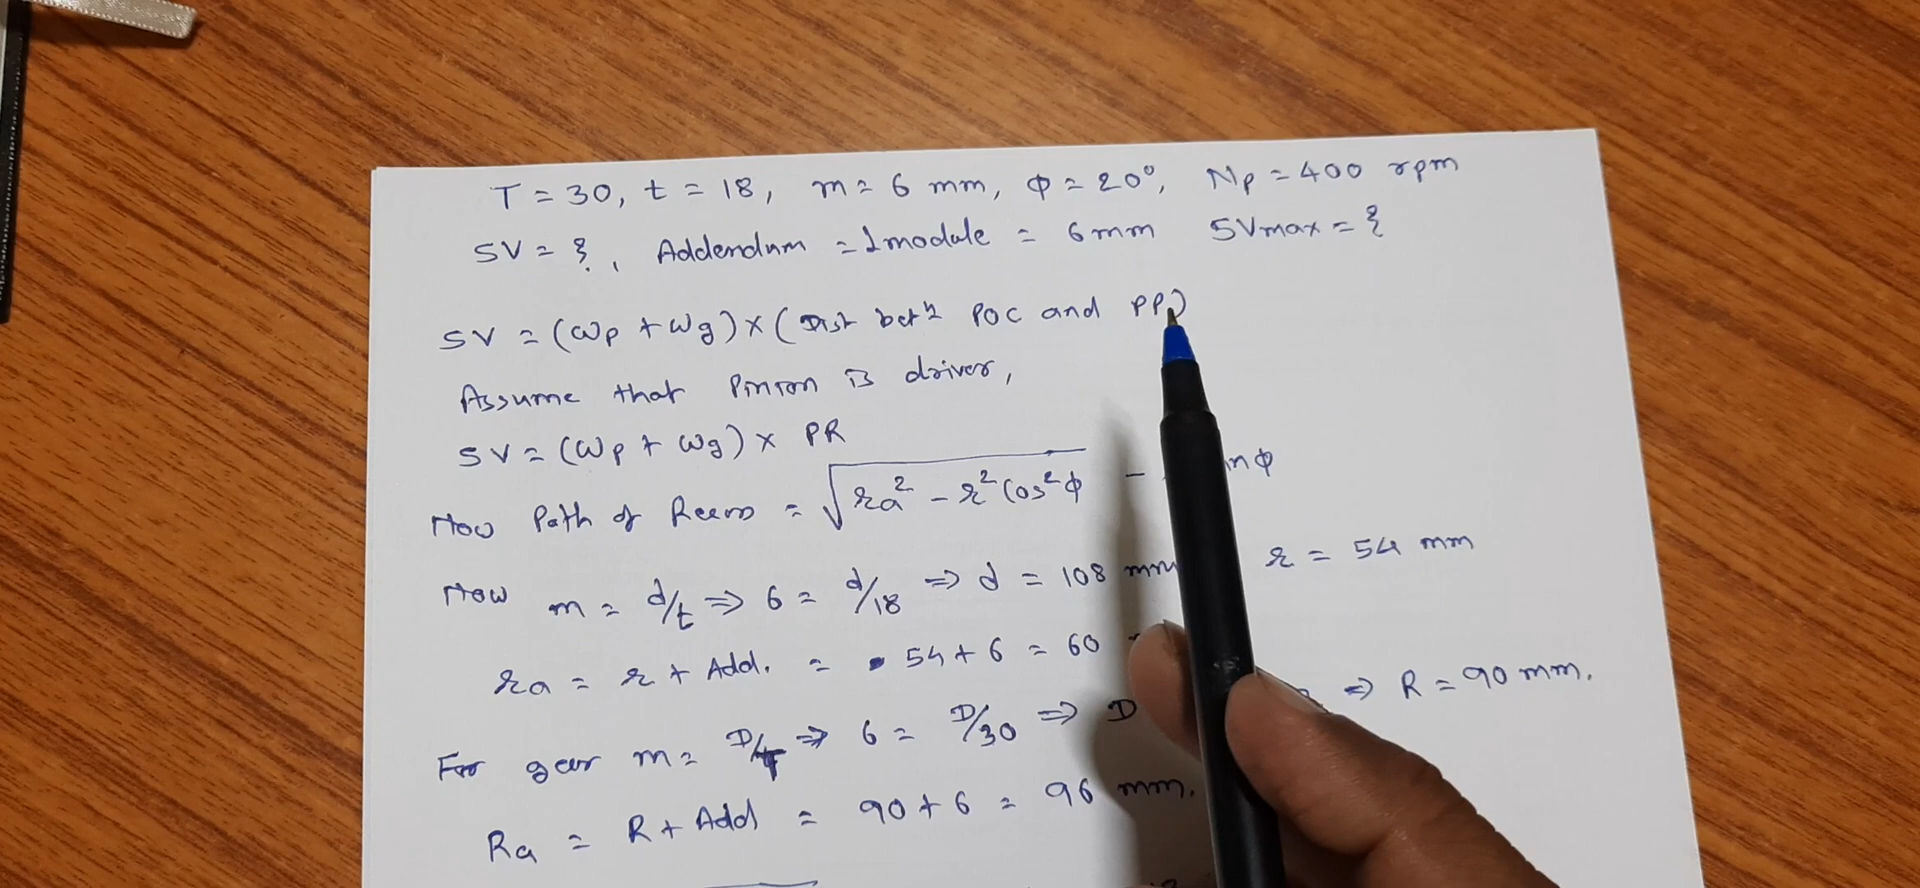 T = 30, t = 18, m = 6 mm, Φ = 20°, Np = 400 rpm
SV = ?, Addendum = 1 module = 6mm SVmax = ?
SV = (ωp + ωg) × (Dist betn POC and PP)
Assume that Pinion is driver,
SV = (ωp + ωg) × PR
Now Path of Recess = √(ra² - r² Cos²Φ) - inΦ
Now m = d/t ⇒ 6 = d/18 ⇒ d = 108 mm r = 54 mm
ra = r + Add. = 54 + 6 = 60
For gear m = D/T ⇒ 6 = D/30 ⇒ D ⇒ R = 90 mm.
Ra = R + Add = 90 + 6 = 96 mm.